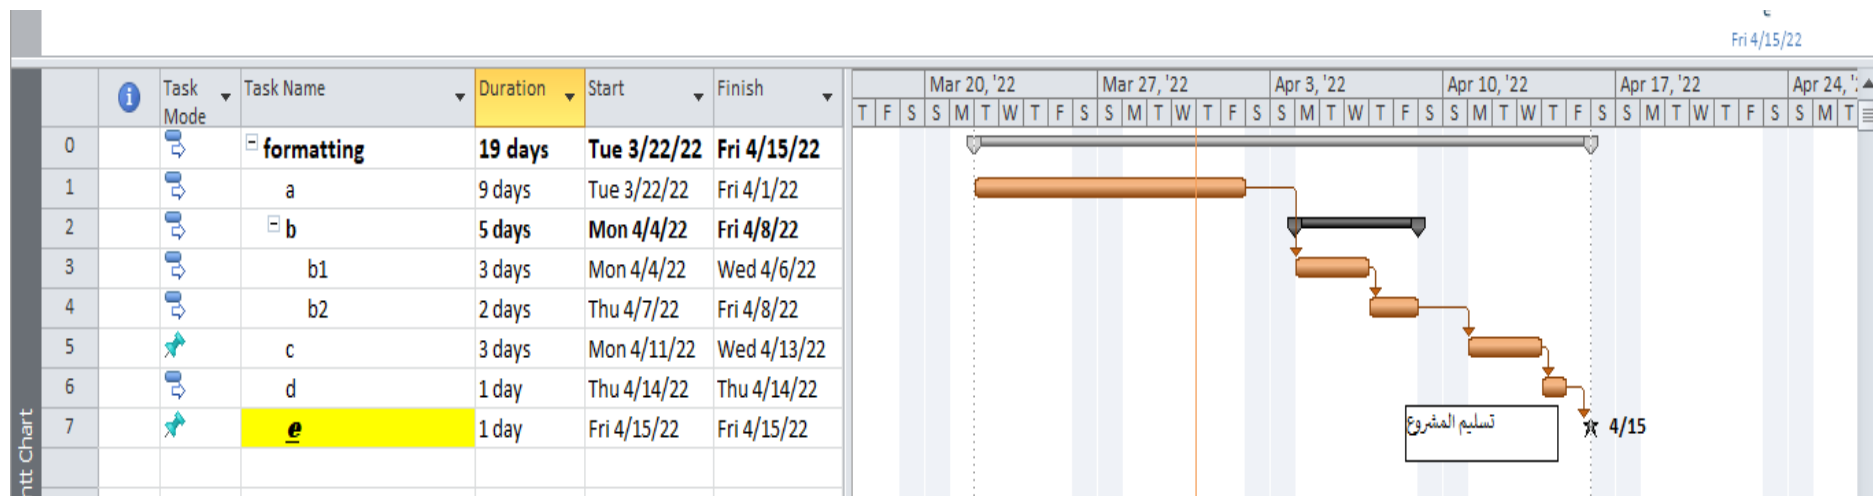 e
Fri 4/15/22
Task Mode Task Name Duration Start Finish
Mar 20, '22 Mar 27, '22 Apr 3, '22 Apr 10, '22 Apr 17, '22 Apr 24,
T F S S M T W T F S S M T W T F S S M T W T F S S M T W T F S S M T W T F S S M T
0 formatting 19 days Tue 3/22/22 Fri 4/15/22
1 a 9 days Tue 3/22/22 Fri 4/1/22
2 b 5 days Mon 4/4/22 Fri 4/8/22
3 b1 3 days Mon 4/4/22 Wed 4/6/22
4 b2 2 days Thu 4/7/22 Fri 4/8/22
5 c 3 days Mon 4/11/22 Wed 4/13/22
6 d 1 day Thu 4/14/22 Thu 4/14/22
7 e 1 day Fri 4/15/22 Fri 4/15/22
تسليم المشروع
4/15
ntt Chart